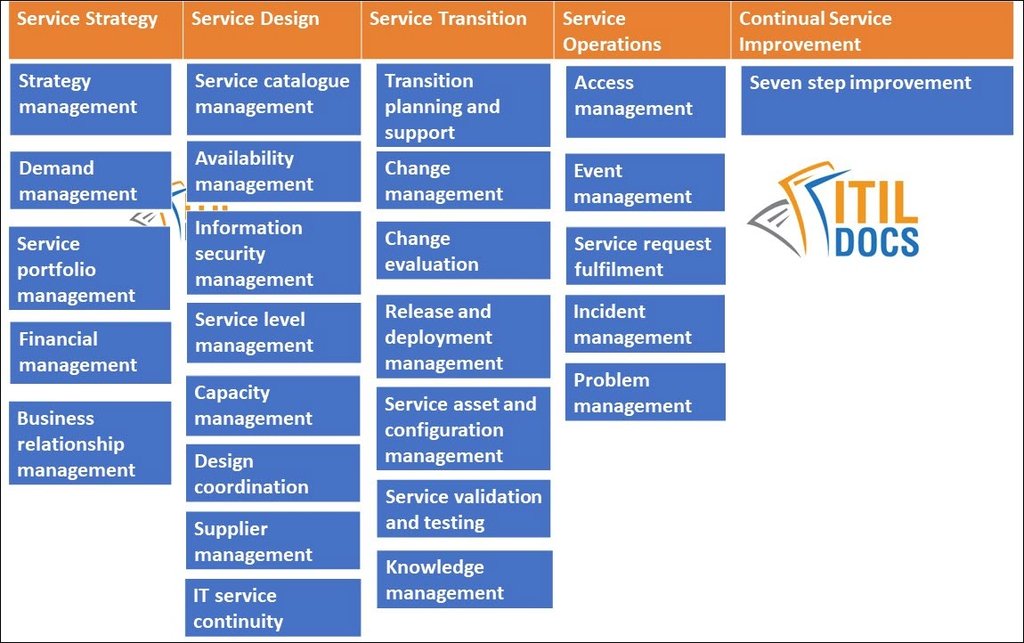 Service Strategy
Service Design
Service Transition
Service
Operations
Continual Service
Improvement
Strategy
management
Demand
management
Service
portfolio
management
Financial
management
Business
relationship
management
Service catalogue
management
Availability
management
Information
security
management
Service level
management
Capacity
management
Design
coordination
Supplier
management
IT service
continuity
Transition
planning and
support
Change
management
Change
evaluation
Release and
deployment
management
Service asset and
configuration
management
Service validation
and testing
Knowledge
management
Access
management
Event
management
Service request
fulfilment
Incident
management
Problem
management
Seven step improvement
ITIL
DOCS